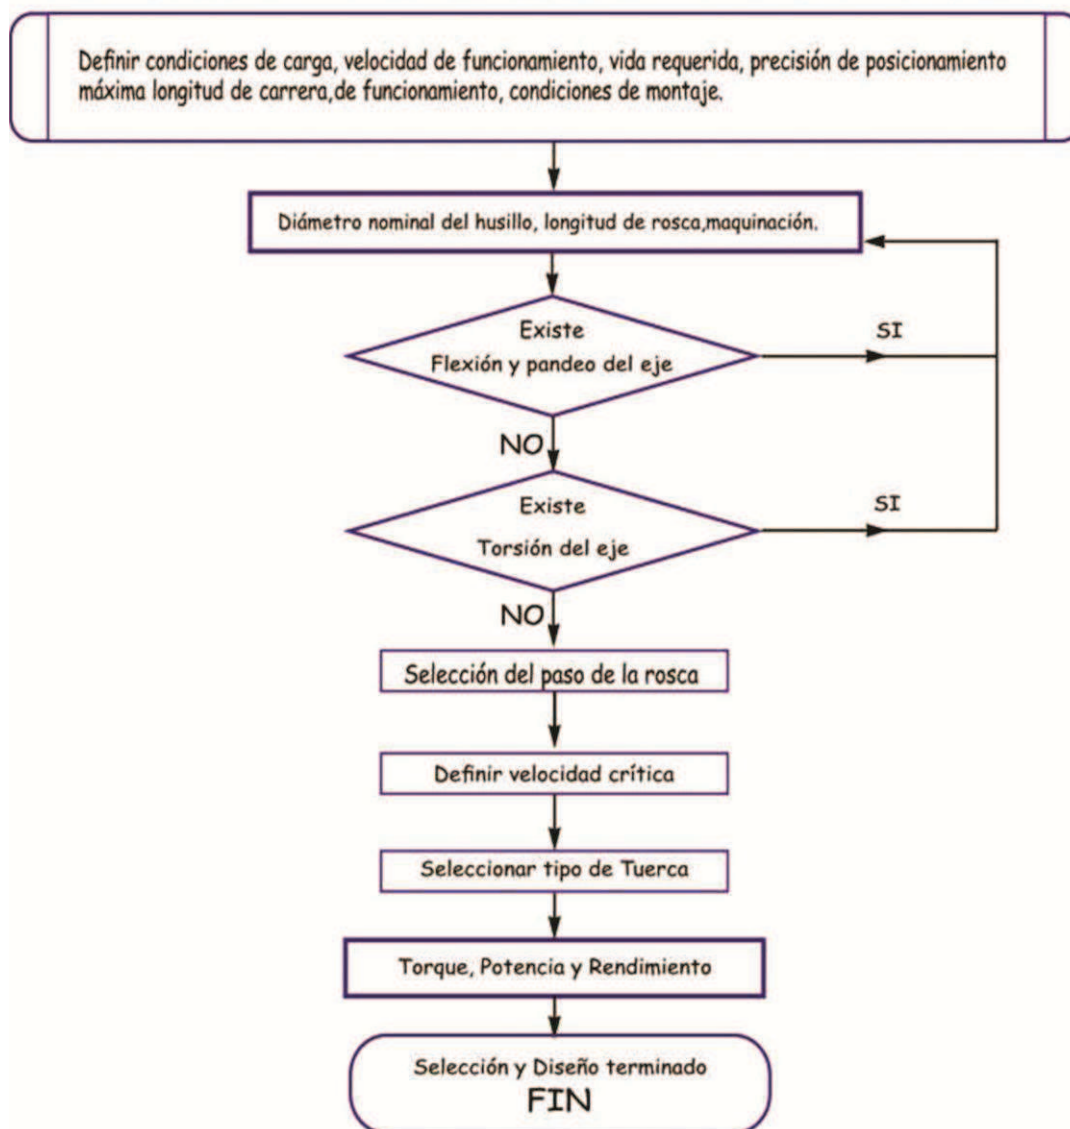 Definir condiciones de carga, velocidad de funcionamiento, vida requerida, precisión de posicionamiento
máxima longitud de carrera,de funcionamiento, condiciones de montaje.
Diámetro nominal del husillo, longitud de rosca,maquinación.
Existe
Flexión y pandeo del eje
SI
NO
Existe
Torsión del eje
SI
NO
Selección del paso de la rosca
Definir velocidad crítica
Seleccionar tipo de Tuerca
Torque, Potencia y Rendimiento
Selección y Diseño terminado
FIN